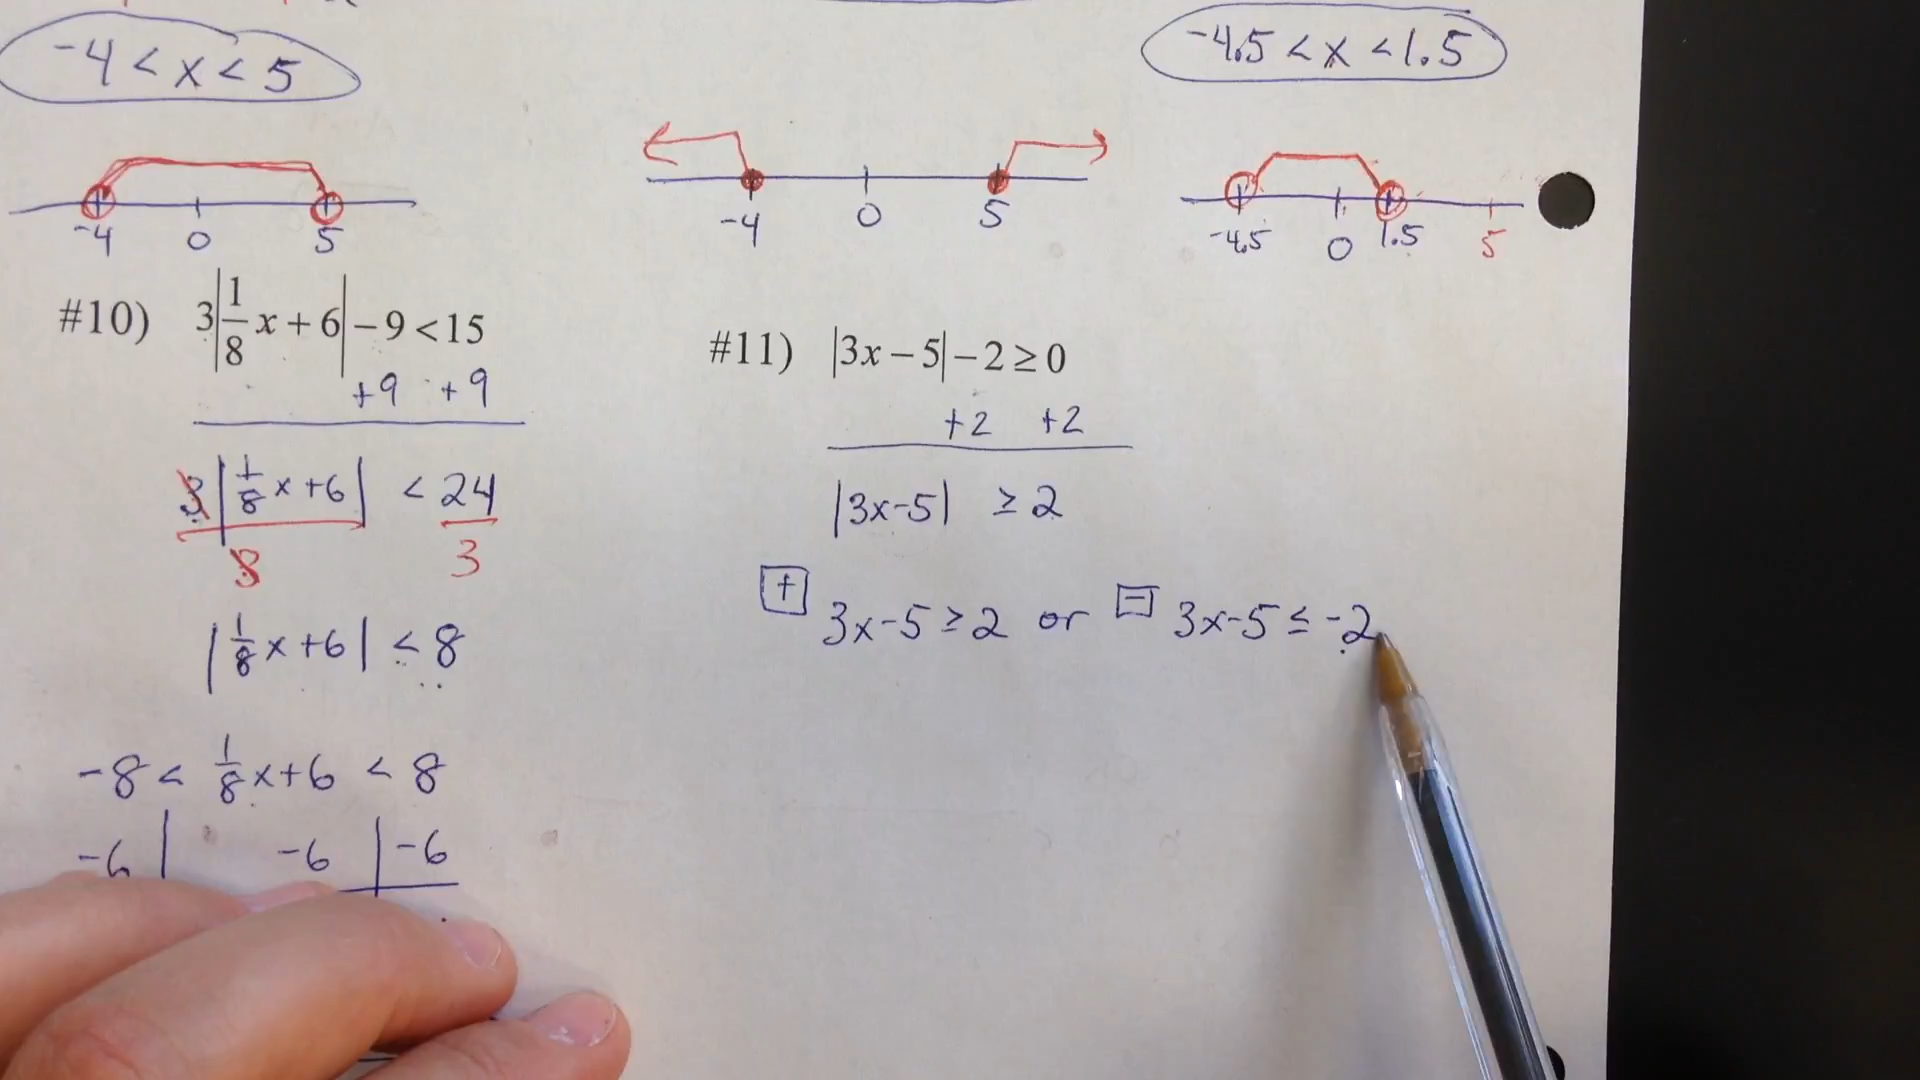 -4 < x < 5
-4.5 < x < 1.5
-4 0 5
-4 0 5
-4.5 0 1.5 5
#10) 3|1/8 x + 6| - 9 < 15
+9 +9
3|1/8 x + 6| < 24
3 3
|1/8 x + 6| < 8
-8 < 1/8 x + 6 < 8
-6 | -6 | -6
#11) |3x - 5| - 2 ≥ 0
+2 +2
|3x-5| ≥ 2
+ 3x-5 ≥ 2 or - 3x-5 ≤ -2